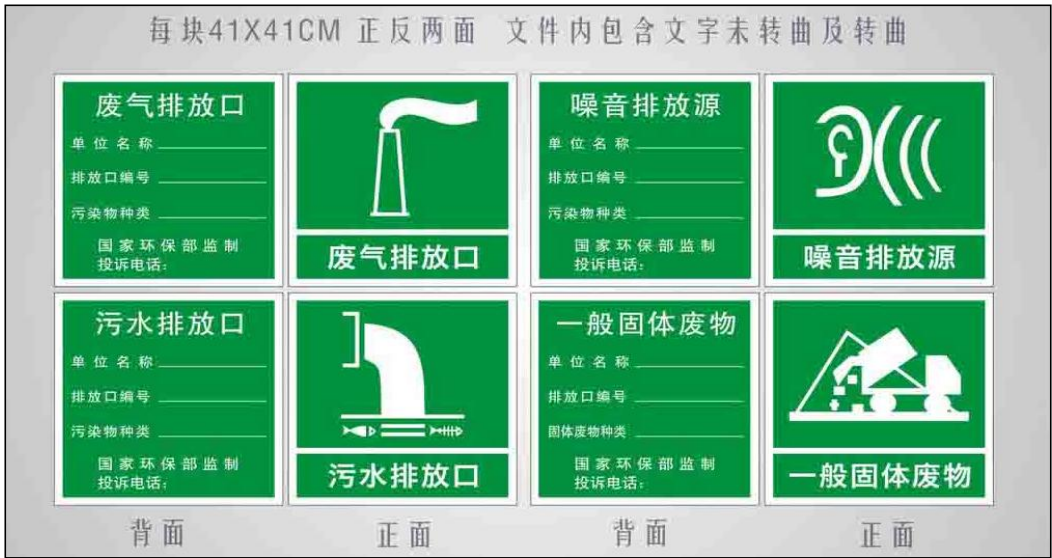 每块41X41CM 正反两面 文件内包含文字未转曲及转曲
废气排放口
单位名称
排放口编号
污染物种类
国家环保部监制
投诉电话:
废气排放口
噪音排放源
单位名称
排放口编号
污染物种类
国家环保部监制
投诉电话:
噪音排放源
污水排放口
单位名称
排放口编号
污染物种类
国家环保部监制
投诉电话:
污水排放口
一般固体废物
单位名称
排放口编号
固体废物种类
国家环保部监制
投诉电话:
一般固体废物
背面 正面 背面 正面